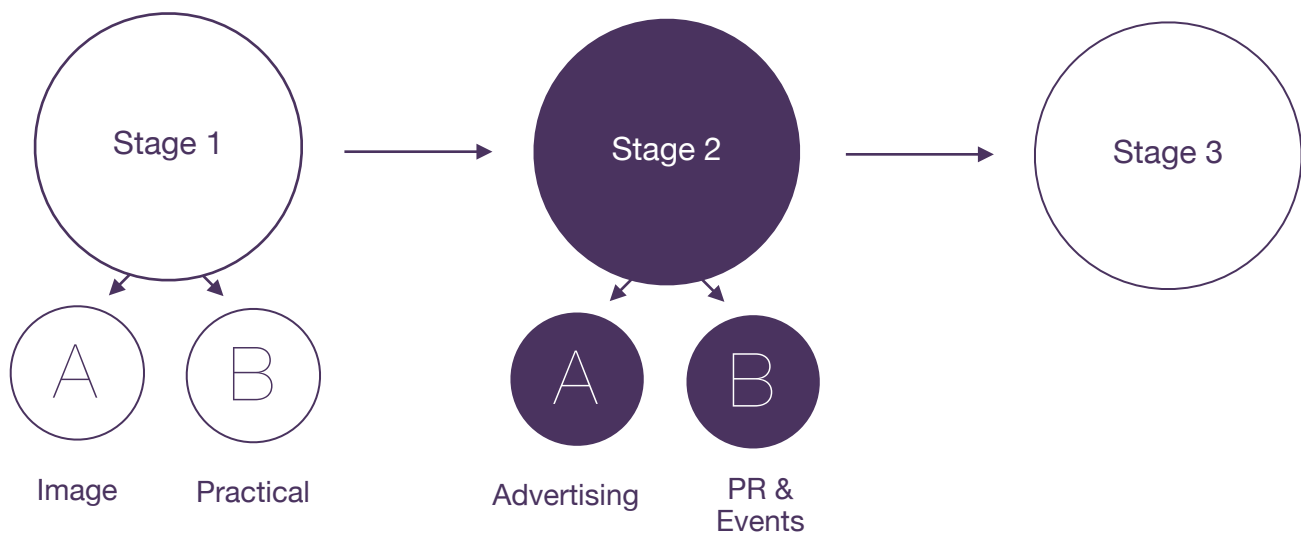 Stage 1
Stage 2
Stage 3
A
B
A
B
Image
Practical
Advertising
PR &
Events